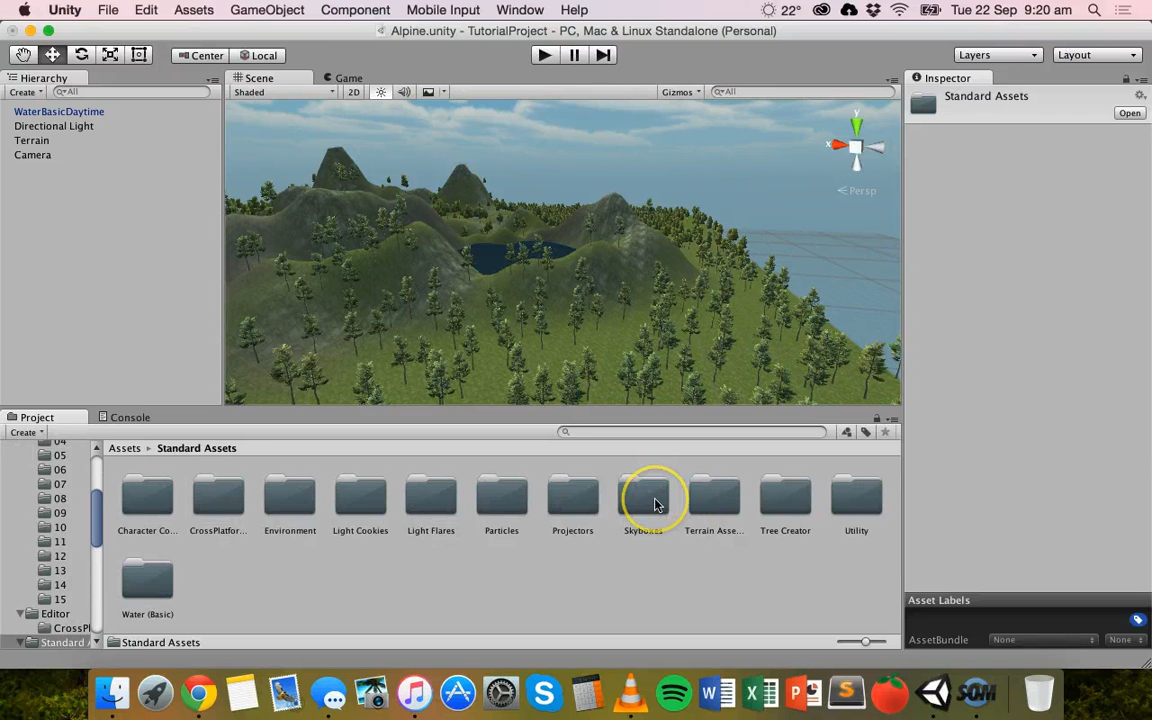 Unity File Edit Assets GameObject Component Mobile Input Window Help 22° Tue 22 Sep 9:20 am
Alpine.unity - TutorialProject - PC, Mac & Linux Standalone (Personal)
Center Local Layers Layout
Hierarchy
Create All
WaterBasicDaytime
Directional Light
Terrain
Camera
Scene Game
Shaded 2D Gizmos All
y
x
Persp
Inspector
Standard Assets
Open
Project Console
Create
04
05
06
07
08
09
10
11
12
13
14
15
Editor
CrossPl
Standard A
Assets Standard Assets
Character Co... CrossPlatfor... Environment Light Cookies Light Flares Particles Projectors Skyboxes Terrain Asse... Tree Creator Utility
Water (Basic)
Standard Assets
Asset Labels
AssetBundle None None
SOM